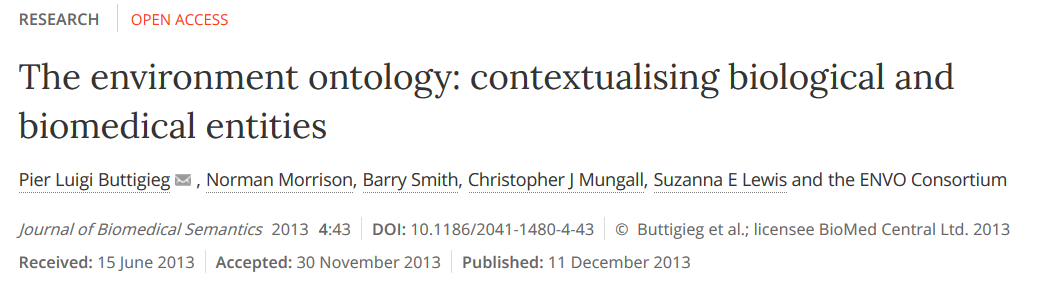 RESEARCH OPEN ACCESS
The environment ontology: contextualising biological and
biomedical entities
Pier Luigi Buttigieg , Norman Morrison, Barry Smith, Christopher J Mungall, Suzanna E Lewis and the ENVO Consortium
Journal of Biomedical Semantics 2013 4:43 DOI: 10.1186/2041-1480-4-43 © Buttigieg et al.; licensee BioMed Central Ltd. 2013
Received: 15 June 2013 Accepted: 30 November 2013 Published: 11 December 2013